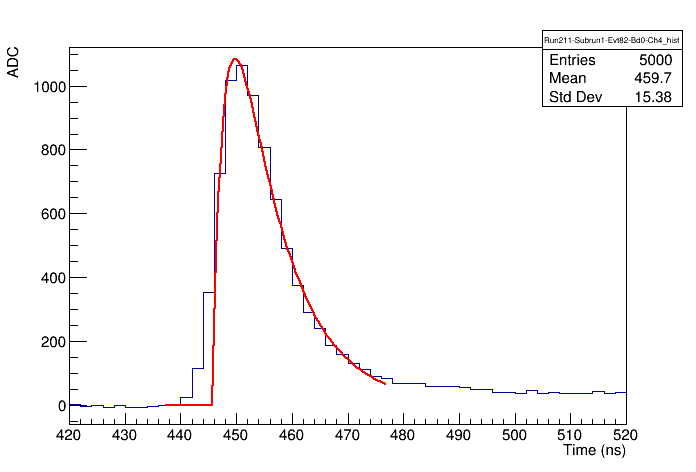 Run211-Subrun1-Evt82-Bd0-Ch4_hist
Entries 5000
Mean 459.7
Std Dev 15.38
ADC
1000
800
600
400
200
0
420 430 440 450 460 470 480 490 500 510 520
Time (ns)